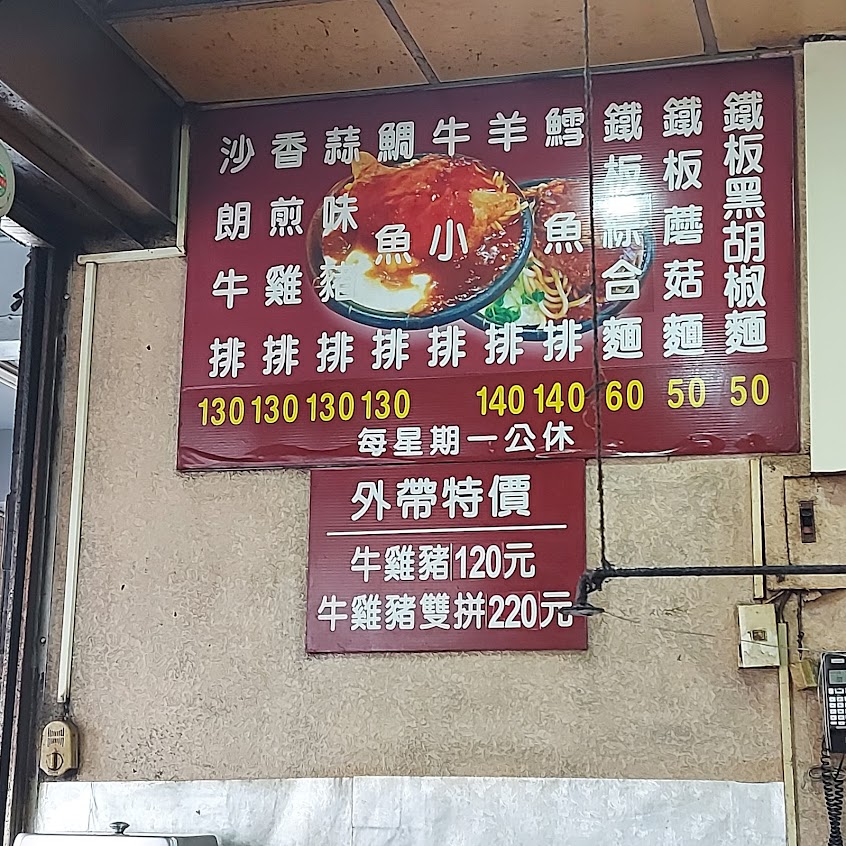 沙朗牛排
香煎雞排
蒜味豬排
鯛魚排
牛小排
羊排
鱈魚排
鐵板綜合麵
鐵板蘑菇麵
鐵板黑胡椒麵
130 130 130 130 140 140 60 50 50
每星期一公休
外帶特價
牛雞豬120元
牛雞豬雙拼220元